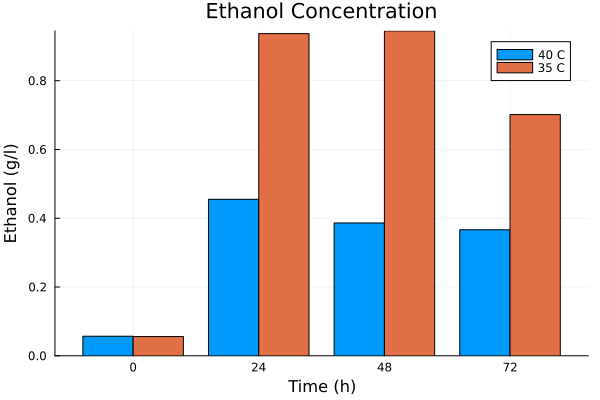 Ethanol Concentration
40 C
35 C
Ethanol (g/l)
0.8
0.6
0.4
0.2
0.0
0 24 48 72
Time (h)